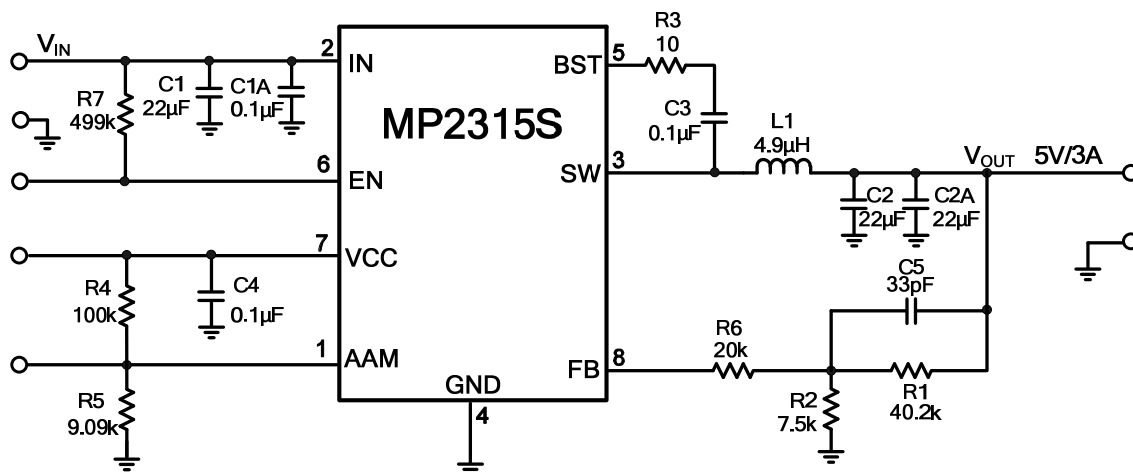 V_IN
2
IN
R7
499k
C1
22µF
C1A
0.1µF
6
EN
7
VCC
R4
100k
C4
0.1µF
1
AAM
R5
9.09k
MP2315S
GND
4
BST
5
R3
10
C3
0.1µF
SW
3
L1
4.9µH
V_OUT 5V/3A
C2
22µF
C2A
22µF
C5
33pF
FB
8
R6
20k
R2
7.5k
R1
40.2k